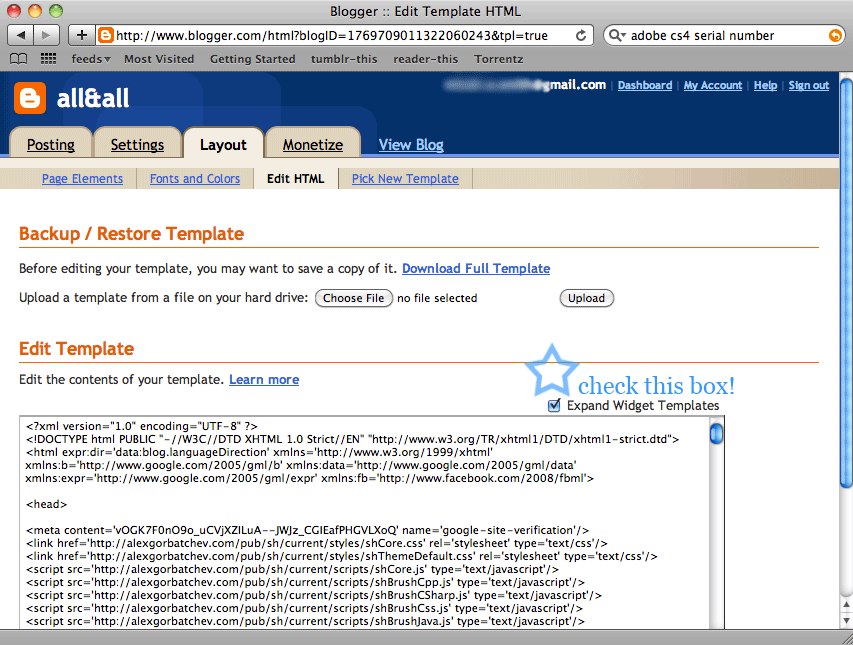 Blogger :: Edit Template HTML
http://www.blogger.com/html?blogID=1769709011322060243&tpl=true
adobe cs4 serial number
feeds▾ Most Visited Getting Started tumblr-this reader-this Torrentz
@gmail.com | Dashboard | My Account | Help | Sign out
all&all
Posting Settings Layout Monetize View Blog
Page Elements Fonts and Colors Edit HTML Pick New Template
Backup / Restore Template
Before editing your template, you may want to save a copy of it. Download Full Template
Upload a template from a file on your hard drive: Choose File no file selected Upload
Edit Template
Edit the contents of your template. Learn more
check this box!
Expand Widget Templates
<?xml version="1.0" encoding="UTF-8" ?>
<!DOCTYPE html PUBLIC "-//W3C//DTD XHTML 1.0 Strict//EN" "http://www.w3.org/TR/xhtml1/DTD/xhtml1-strict.dtd">
<html expr:dir='data:blog.languageDirection' xmlns='http://www.w3.org/1999/xhtml'
xmlns:b='http://www.google.com/2005/gml/b' xmlns:data='http://www.google.com/2005/gml/data'
xmlns:expr='http://www.google.com/2005/gml/expr' xmlns:fb='http://www.facebook.com/2008/fbml'>
<head>
<meta content='vOGK7F0nO9o_uCVjXZILuA--JWJz_CGIEafPHGVLXoQ' name='google-site-verification'/>
<link href='http://alexgorbatchev.com/pub/sh/current/styles/shCore.css' rel='stylesheet' type='text/css'/>
<link href='http://alexgorbatchev.com/pub/sh/current/styles/shThemeDefault.css' rel='stylesheet' type='text/css'/>
<script src='http://alexgorbatchev.com/pub/sh/current/scripts/shCore.js' type='text/javascript'/>
<script src='http://alexgorbatchev.com/pub/sh/current/scripts/shBrushCpp.js' type='text/javascript'/>
<script src='http://alexgorbatchev.com/pub/sh/current/scripts/shBrushCSharp.js' type='text/javascript'/>
<script src='http://alexgorbatchev.com/pub/sh/current/scripts/shBrushCss.js' type='text/javascript'/>
<script src='http://alexgorbatchev.com/pub/sh/current/scripts/shBrushJava.js' type='text/javascript'/>